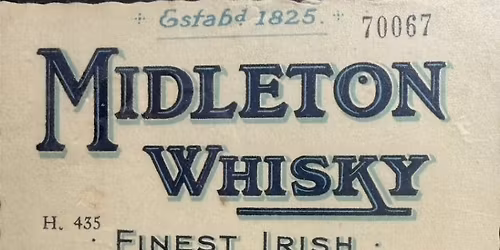 Estabd 1825. 70067
MIDLETON
WHISKY
H. 435
FINEST IRISH